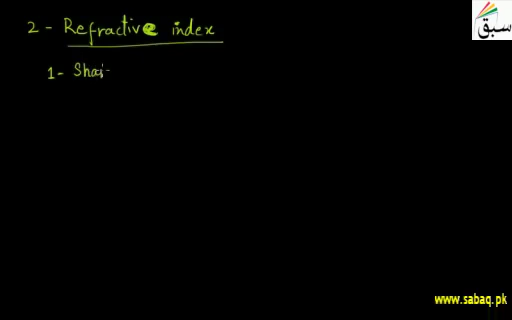 سبق
2 - Refractive index
1 - Shai
www.sabaq.pk